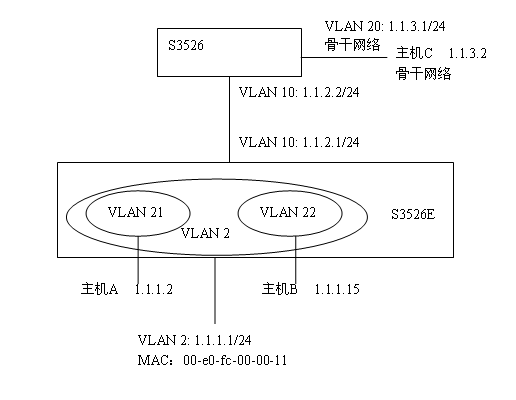 VLAN 20: 1.1.3.1/24
骨干网络
S3526
主机C 1.1.3.2
骨干网络
VLAN 10: 1.1.2.2/24
VLAN 10: 1.1.2.1/24
VLAN 21
VLAN 22
S3526E
VLAN 2
主机A 1.1.1.2
主机B 1.1.1.15
VLAN 2: 1.1.1.1/24
MAC：00-e0-fc-00-00-11